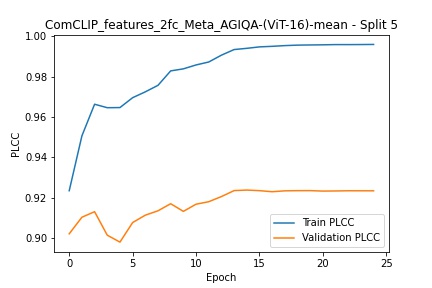 ComCLIP_features_2fc_Meta_AGIQA-(ViT-16)-mean - Split 5
1.00
0.98
0.96
0.94
0.92
0.90
PLCC
0
5
10
15
20
25
Epoch
Train PLCC
Validation PLCC